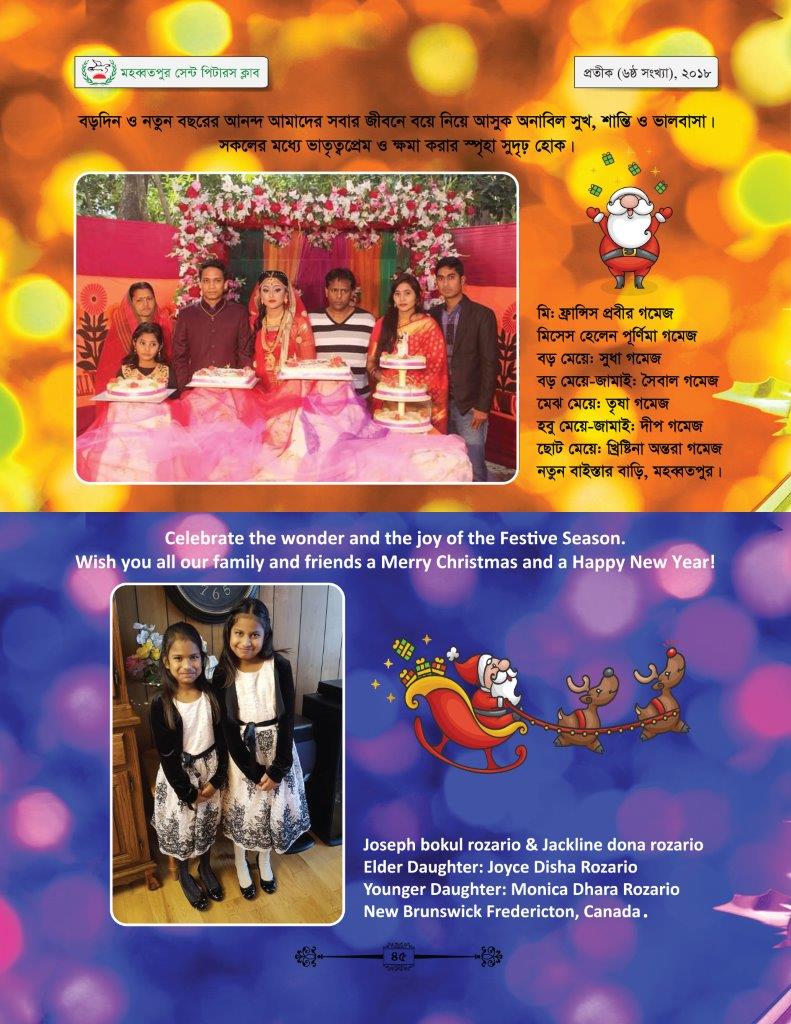 মহব্বতপুর সেন্ট পিটারস ক্লাব
প্রতীক (৬ষ্ঠ সংখ্যা), ২০১৮
বড়দিন ও নতুন বছরের আনন্দ আমাদের সবার জীবনে বয়ে নিয়ে আসুক অনাবিল সুখ, শান্তি ও ভালবাসা।
সকলের মধ্যে ভাতৃত্বপ্রেম ও ক্ষমা করার স্পৃহা সুদৃঢ় হোক।
মি: ফ্রান্সিস প্রবীর গমেজ
মিসেস হেলেন পূর্ণিমা গমেজ
বড় মেয়ে: সুধা গমেজ
বড় মেয়ে-জামাই: সৈবাল গমেজ
মেঝ মেয়ে: তৃষা গমেজ
হবু মেয়ে-জামাই: দীপ গমেজ
ছোট মেয়ে: খ্রিষ্টিনা অন্তরা গমেজ
নতুন বাইস্তার বাড়ি, মহব্বতপুর।
Celebrate the wonder and the joy of the Festive Season.
Wish you all our family and friends a Merry Christmas and a Happy New Year!
7 6 5
Joseph bokul rozario & Jackline dona rozario
Elder Daughter: Joyce Disha Rozario
Younger Daughter: Monica Dhara Rozario
New Brunswick Fredericton, Canada.
৪৫